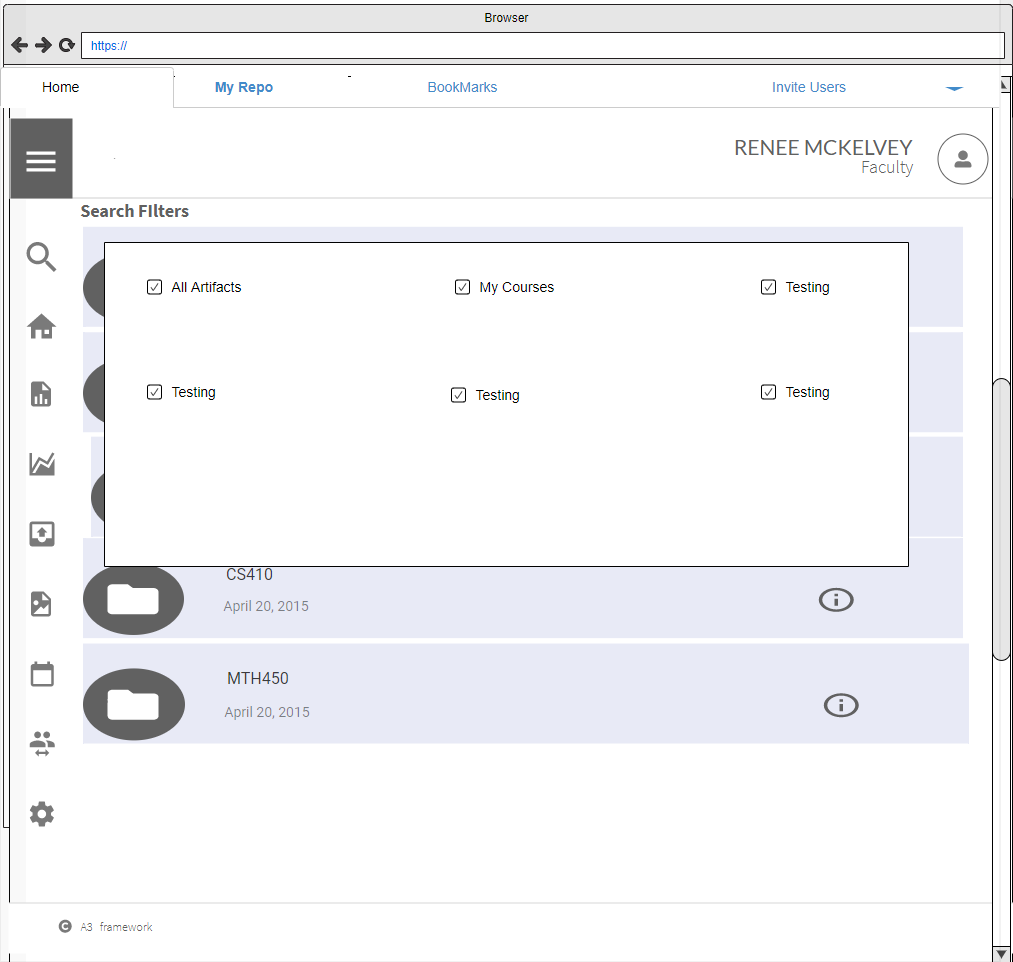 Browser
https://
Home My Repo BookMarks Invite Users
RENEE MCKELVEY
Faculty
Search FIlters
All Artifacts My Courses Testing
Testing Testing Testing
CS410
April 20, 2015
MTH450
April 20, 2015
A3 framework